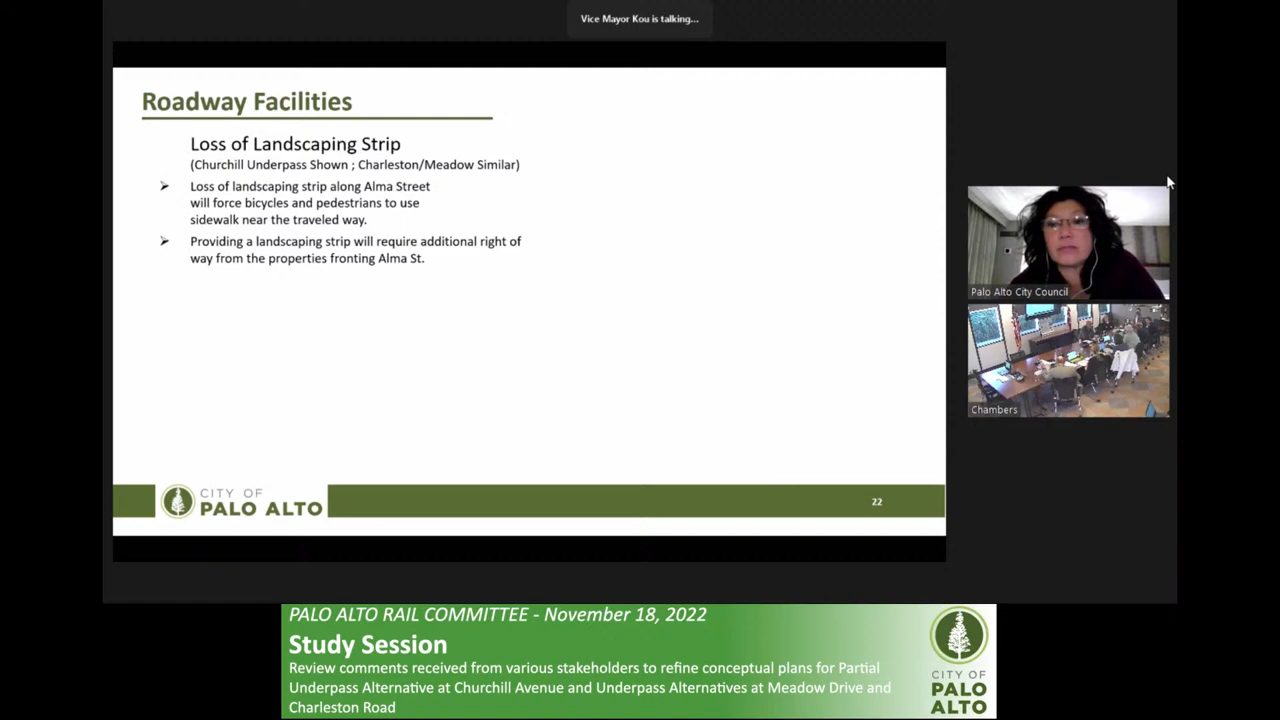 Vice Mayor Kou is talking...
Roadway Facilities
Loss of Landscaping Strip
(Churchill Underpass Shown ; Charleston/Meadow Similar)
➤ Loss of landscaping strip along Alma Street
will force bicycles and pedestrians to use
sidewalk near the traveled way.
➤ Providing a landscaping strip will require additional right of
way from the properties fronting Alma St.
CITY OF
PALO ALTO
22
Palo Alto City Council
Chambers
PALO ALTO RAIL COMMITTEE - November 18, 2022
Study Session
Review comments received from various stakeholders to refine conceptual plans for Partial
Underpass Alternative at Churchill Avenue and Underpass Alternatives at Meadow Drive and
Charleston Road
CITY OF
PALO
ALTO